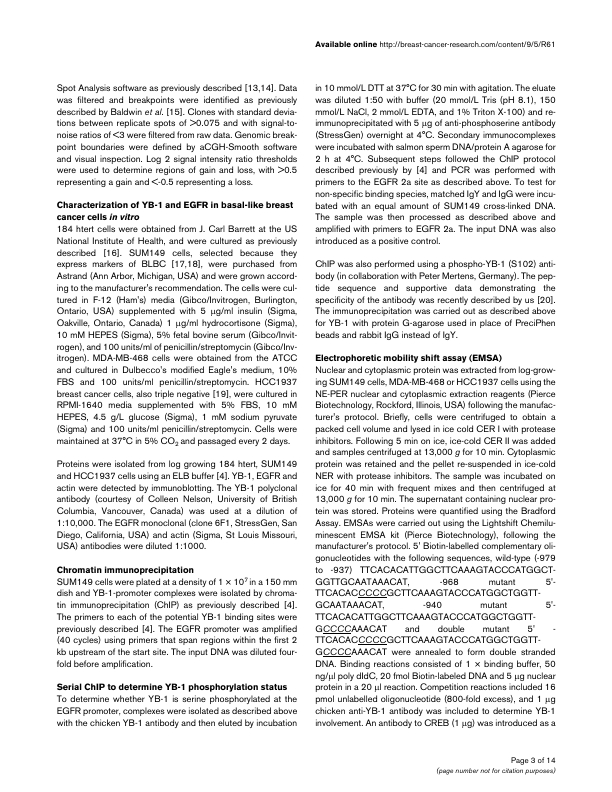 Available online http://breast-cancer-research.com/content/9/5/R61
Spot Analysis software as previously described [13,14]. Data
was filtered and breakpoints were identified as previously
described by Baldwin et al. [15]. Clones with standard devia-
tions between replicate spots of >0.075 and with signal-to-
noise ratios of <3 were filtered from raw data. Genomic break-
point boundaries were defined by aCGH-Smooth software
and visual inspection. Log 2 signal intensity ratio thresholds
were used to determine regions of gain and loss, with >0.5
representing a gain and <-0.5 representing a loss.
Characterization of YB-1 and EGFR in basal-like breast
cancer cells in vitro
184 htert cells were obtained from J. Carl Barrett at the US
National Institute of Health, and were cultured as previously
described [16]. SUM149 cells, selected because they
express markers of BLBC [17,18], were purchased from
Astrand (Ann Arbor, Michigan, USA) and were grown accord-
ing to the manufacturer's recommendation. The cells were cul-
tured in F-12 (Ham's) media (Gibco/Invitrogen, Burlington,
Ontario, USA) supplemented with 5 μg/ml insulin (Sigma,
Oakville, Ontario, Canada) 1 μg/ml hydrocortisone (Sigma),
10 mM HEPES (Sigma), 5% fetal bovine serum (Gibco/Invit-
rogen), and 100 units/ml of penicillin/streptomycin (Gibco/Inv-
itrogen). MDA-MB-468 cells were obtained from the ATCC
and cultured in Dulbecco's modified Eagle's medium, 10%
FBS and 100 units/ml penicillin/streptomycin. HCC1937
breast cancer cells, also triple negative [19], were cultured in
RPMI-1640 media supplemented with 5% FBS, 10 mM
HEPES, 4.5 g/L glucose (Sigma), 1 mM sodium pyruvate
(Sigma) and 100 units/ml penicillin/streptomycin. Cells were
maintained at 37°C in 5% CO2 and passaged every 2 days.
Proteins were isolated from log growing 184 htert, SUM149
and HCC1937 cells using an ELB buffer [4]. YB-1, EGFR and
actin were detected by immunoblotting. The YB-1 polyclonal
antibody (courtesy of Colleen Nelson, University of British
Columbia, Vancouver, Canada) was used at a dilution of
1:10,000. The EGFR monoclonal (clone 6F1, StressGen, San
Diego, California, USA) and actin (Sigma, St Louis Missouri,
USA) antibodies were diluted 1:1000.
Chromatin immunoprecipitation
SUM149 cells were plated at a density of 1 × 10⁷ in a 150 mm
dish and YB-1-promoter complexes were isolated by chroma-
tin immunoprecipitation (ChIP) as previously described [4].
The primers to each of the potential YB-1 binding sites were
previously described [4]. The EGFR promoter was amplified
(40 cycles) using primers that span regions within the first 2
kb upstream of the start site. The input DNA was diluted four-
fold before amplification.
Serial ChIP to determine YB-1 phosphorylation status
To determine whether YB-1 is serine phosphorylated at the
EGFR promoter, complexes were isolated as described above
with the chicken YB-1 antibody and then eluted by incubation
in 10 mmol/L DTT at 37°C for 30 min with agitation. The eluate
was diluted 1:50 with buffer (20 mmol/L Tris (pH 8.1), 150
mmol/L NaCl, 2 mmol/L EDTA, and 1% Triton X-100) and re-
immunoprecipitated with 5 μg of anti-phosphoserine antibody
(StressGen) overnight at 4°C. Secondary immunocomplexes
were incubated with salmon sperm DNA/protein A agarose for
2 h at 4°C. Subsequent steps followed the ChIP protocol
described previously by [4] and PCR was performed with
primers to the EGFR 2a site as described above. To test for
non-specific binding species, matched IgY and IgG were incu-
bated with an equal amount of SUM149 cross-linked DNA.
The sample was then processed as described above and
amplified with primers to EGFR 2a. The input DNA was also
introduced as a positive control.
ChIP was also performed using a phospho-YB-1 (S102) anti-
body (in collaboration with Peter Mertens, Germany). The pep-
tide sequence and supportive data demonstrating the
specificity of the antibody was recently described by us [20].
The immunoprecipitation was carried out as described above
for YB-1 with protein G-agarose used in place of PreciPhen
beads and rabbit IgG instead of IgY.
Electrophoretic mobility shift assay (EMSA)
Nuclear and cytoplasmic protein was extracted from log-grow-
ing SUM149 cells, MDA-MB-468 or HCC1937 cells using the
NE-PER nuclear and cytoplasmic extraction reagents (Pierce
Biotechnology, Rockford, Illinois, USA) following the manufac-
turer's protocol. Briefly, cells were centrifuged to obtain a
packed cell volume and lysed in ice cold CER I with protease
inhibitors. Following 5 min on ice, ice-cold CER II was added
and samples centrifuged at 13,000 g for 10 min. Cytoplasmic
protein was retained and the pellet re-suspended in ice-cold
NER with protease inhibitors. The sample was incubated on
ice for 40 min with frequent mixes and then centrifuged at
13,000 g for 10 min. The supernatant containing nuclear pro-
tein was stored. Proteins were quantified using the Bradford
Assay. EMSAs were carried out using the Lightshift Chemilu-
minescent EMSA kit (Pierce Biotechnology), following the
manufacturer's protocol. 5' Biotin-labelled complementary oli-
gonucleotides with the following sequences, wild-type (-979
to -937) TTCACACATTGGCTTCAAAGTACCCATGGCT-
GGTTGCAATAAACAT, -968 mutant 5'-
TTCACACCCCCGCTTCAAAGTACCCATGGCTGGTT-
GCAATAAACAT, -940 mutant 5'-
TTCACACATTGGCTTCAAAGTACCCATGGCTGGTT-
GCCCCAAACAT and double mutant 5' -
TTCACACCCCCGCTTCAAAGTACCCATGGCTGGTT-
GCCCCAAACAT were annealed to form double stranded
DNA. Binding reactions consisted of 1 × binding buffer, 50
ng/μl poly dIdC, 20 fmol Biotin-labeled DNA and 5 μg nuclear
protein in a 20 μl reaction. Competition reactions included 16
pmol unlabelled oligonucleotide (800-fold excess), and 1 μg
chicken anti-YB-1 antibody was included to determine YB-1
involvement. An antibody to CREB (1 μg) was introduced as a
Page 3 of 14
(page number not for citation purposes)